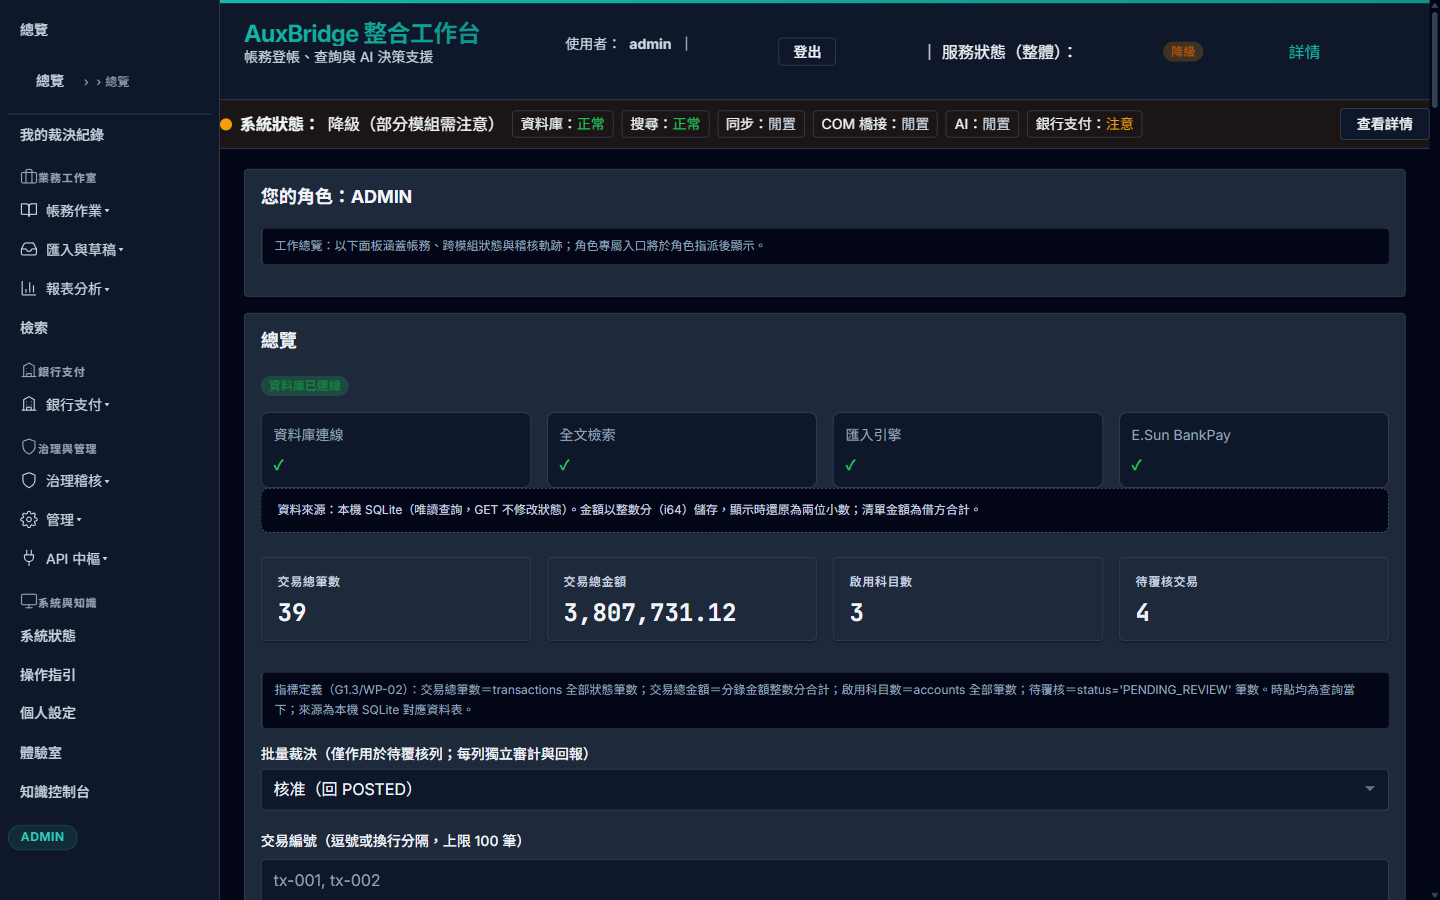 總覽
總覽 › › 總覽
我的裁決紀錄
業務工作室
帳務作業
匯入與草稿
報表分析
檢索
銀行支付
銀行支付
治理與管理
治理稽核
管理
API 中樞
系統與知識
系統狀態
操作指引
個人設定
體驗室
知識控制台
ADMIN
AuxBridge 整合工作台
帳務登帳、查詢與 AI 決策支援
使用者： admin |
登出
| 服務狀態（整體）：
降級
詳情
系統狀態： 降級（部分模組需注意）
資料庫：正常
搜尋：正常
同步：閒置
COM 橋接：閒置
AI：閒置
銀行支付：注意
查看詳情
您的角色：ADMIN
工作總覽：以下面板涵蓋帳務、跨模組狀態與稽核軌跡；角色專屬入口將於角色指派後顯示。
總覽
資料庫已連線
資料庫連線
✓
全文檢索
✓
匯入引擎
✓
E.Sun BankPay
✓
資料來源：本機 SQLite（唯讀查詢，GET 不修改狀態）。金額以整數分（i64）儲存，顯示時還原為兩位小數；清單金額為借方合計。
交易總筆數
39
交易總金額
3,807,731.12
啟用科目數
3
待覆核交易
4
指標定義（G1.3/WP-02）：交易總筆數＝transactions 全部狀態筆數；交易總金額＝分錄金額整數分合計；啟用科目數＝accounts 全部筆數；待覆核＝status='PENDING_REVIEW' 筆數。時點均為查詢當
下；來源為本機 SQLite 對應資料表。
批量裁決（僅作用於待覆核列；每列獨立審計與回報）
核准（回 POSTED）
交易編號（逗號或換行分隔，上限 100 筆）
tx-001, tx-002